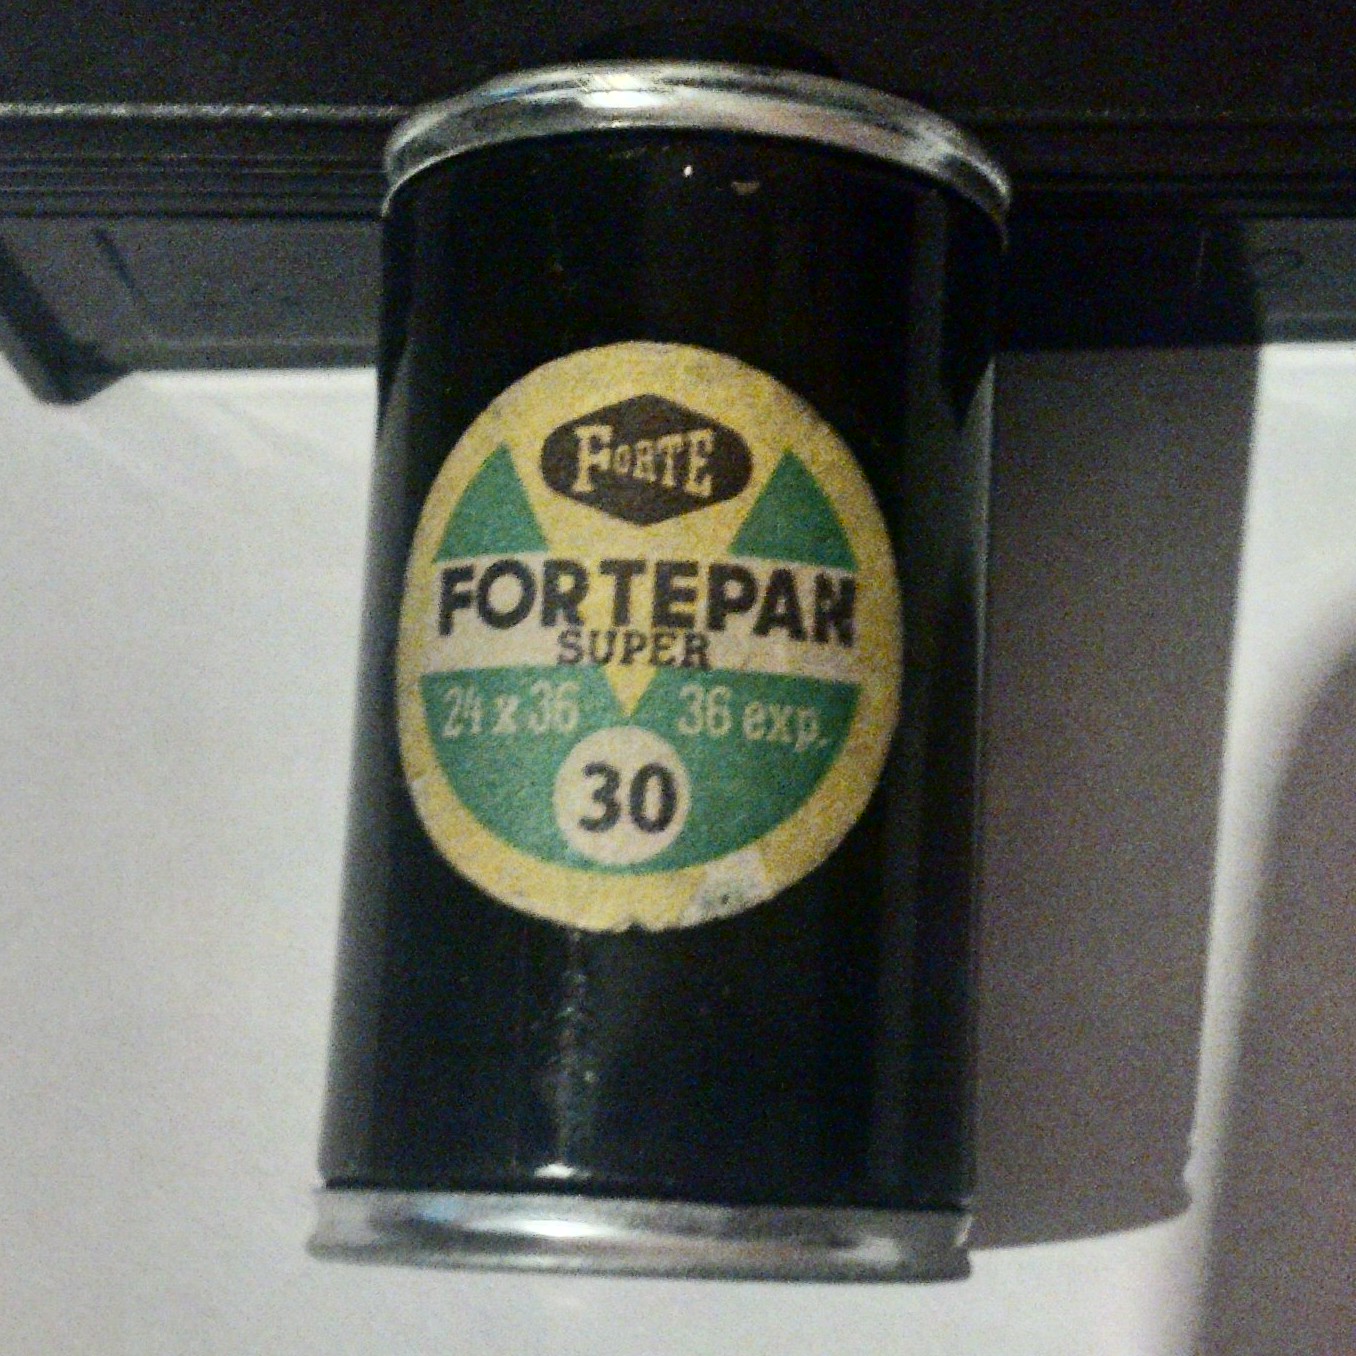 FORTE
FORTEPAN
SUPER
24 x 36 36 exp.
30